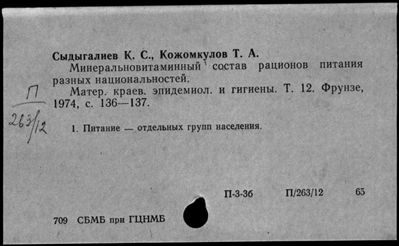 Сыдыгалиев К. С., Кожомкулов Т. А.
Минеральновитаминный состав рационов питания
разных национальностей.
Матер. краев. эпидемиол. и гигиены. Т. 12. Фрунзе,
1974, с. 136—137.
П
263/12
1. Питание — отдельных групп населения.
П-3-3б П/263/12 65
709 СБМБ при ГЦНМБ